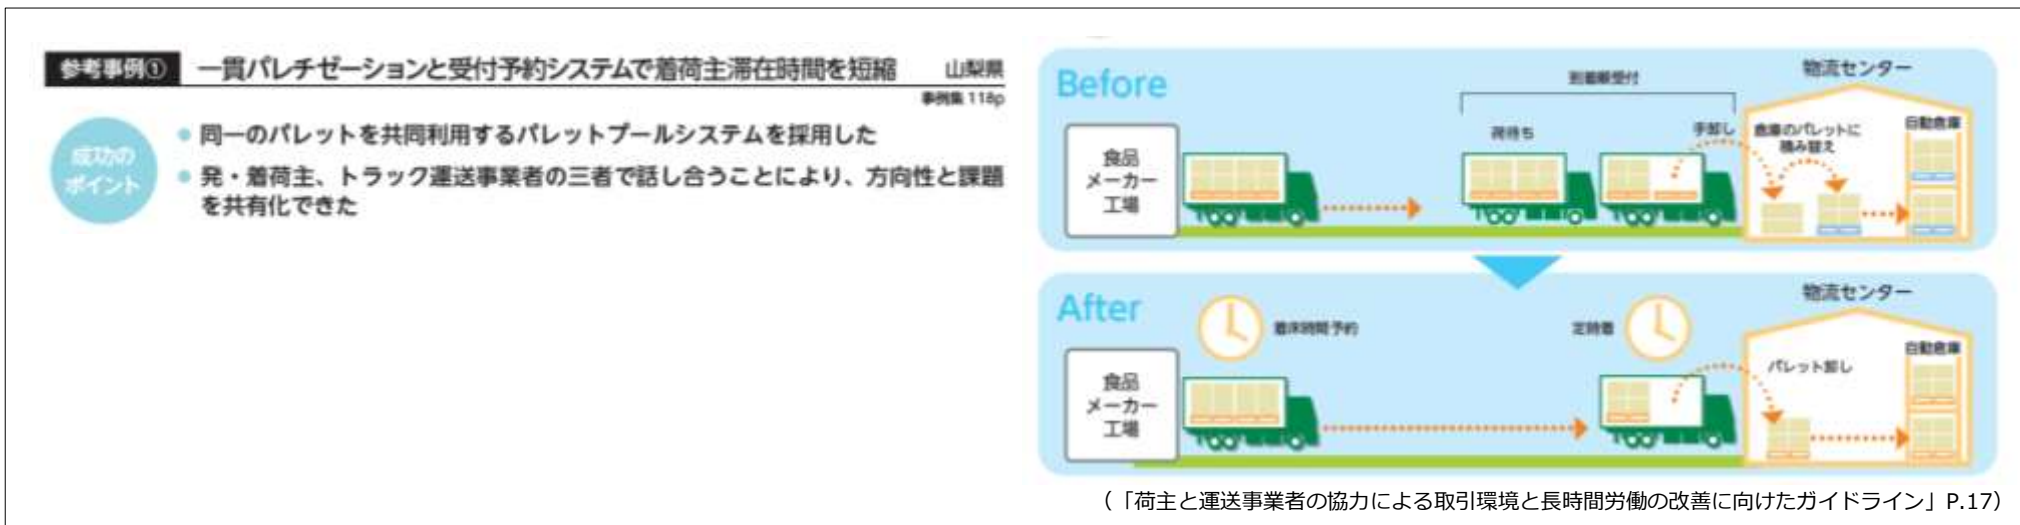 参考事例① 一貫パレチゼーションと受付予約システムで着荷主滞在時間を短縮 山梨県
事例集 118p
成功の
ポイント
● 同一のパレットを共同利用するパレットプールシステムを採用した
● 発・着荷主、トラック運送事業者の三者で話し合うことにより、方向性と課題
を共有化できた
Before
食品
メーカー
工場
到着順受付
荷待ち
手卸し
物流センター
倉庫のパレットに
積み替え
自動倉庫
After
食品
メーカー
工場
着床時間予約
定時着
物流センター
パレット卸し
自動倉庫
(「荷主と運送事業者の協力による取引環境と長時間労働の改善に向けたガイドライン」P.17)